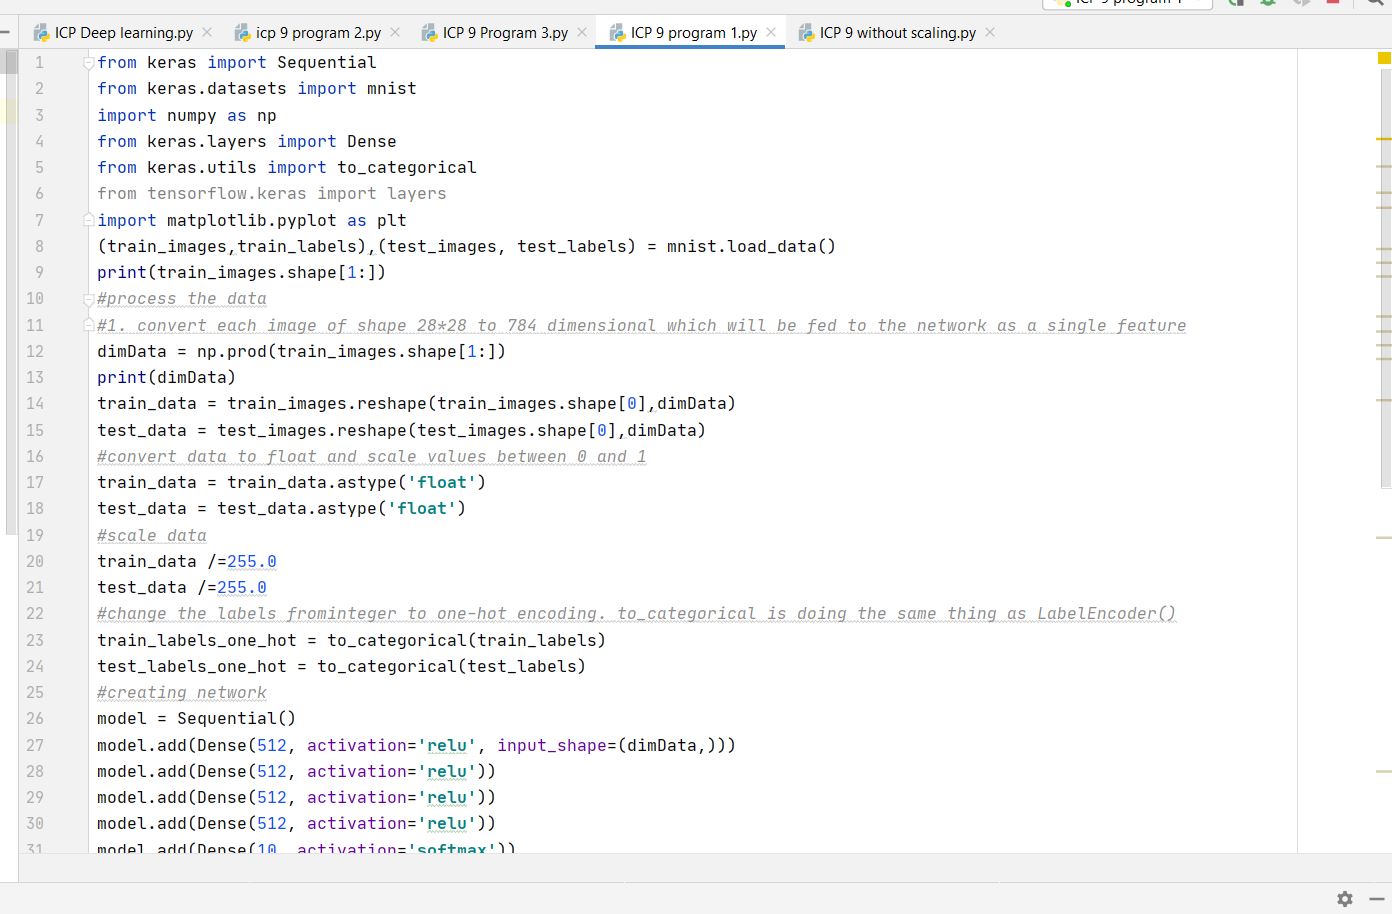 ICP 9 program 1
ICP Deep learning.py
icp 9 program 2.py
ICP 9 Program 3.py
ICP 9 program 1.py
ICP 9 without scaling.py
1 from keras import Sequential
2 from keras.datasets import mnist
3 import numpy as np
4 from keras.layers import Dense
5 from keras.utils import to_categorical
6 from tensorflow.keras import layers
7 import matplotlib.pyplot as plt
8 (train_images,train_labels),(test_images, test_labels) = mnist.load_data()
9 print(train_images.shape[1:])
10 #process the data
11 #1. convert each image of shape 28*28 to 784 dimensional which will be fed to the network as a single feature
12 dimData = np.prod(train_images.shape[1:])
13 print(dimData)
14 train_data = train_images.reshape(train_images.shape[0],dimData)
15 test_data = test_images.reshape(test_images.shape[0],dimData)
16 #convert data to float and scale values between 0 and 1
17 train_data = train_data.astype('float')
18 test_data = test_data.astype('float')
19 #scale data
20 train_data /=255.0
21 test_data /=255.0
22 #change the labels frominteger to one-hot encoding. to_categorical is doing the same thing as LabelEncoder()
23 train_labels_one_hot = to_categorical(train_labels)
24 test_labels_one_hot = to_categorical(test_labels)
25 #creating network
26 model = Sequential()
27 model.add(Dense(512, activation='relu', input_shape=(dimData,)))
28 model.add(Dense(512, activation='relu'))
29 model.add(Dense(512, activation='relu'))
30 model.add(Dense(512, activation='relu'))
31 model.add(Dense(10, activation='softmax'))